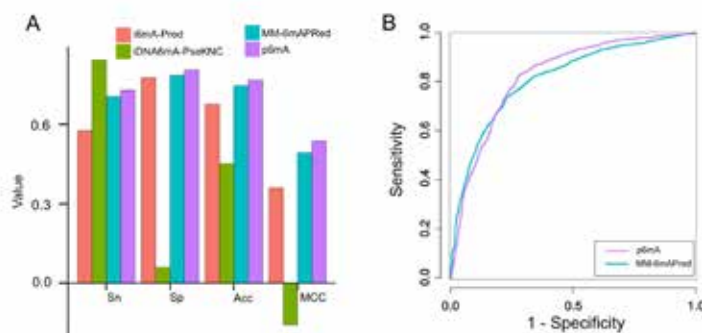 A
i6mA-Pred
iDNA6mA-PseKNC
MM-6mAPRed
p6mA
Value
0.6
0.3
0.0
Sn
Sp
Acc
MCC
B
Sensitivity
1.0
0.8
0.6
0.4
0.2
0.0
p6mA
MM-6mAPred
0.0
0.5
1.0
1 - Specificity